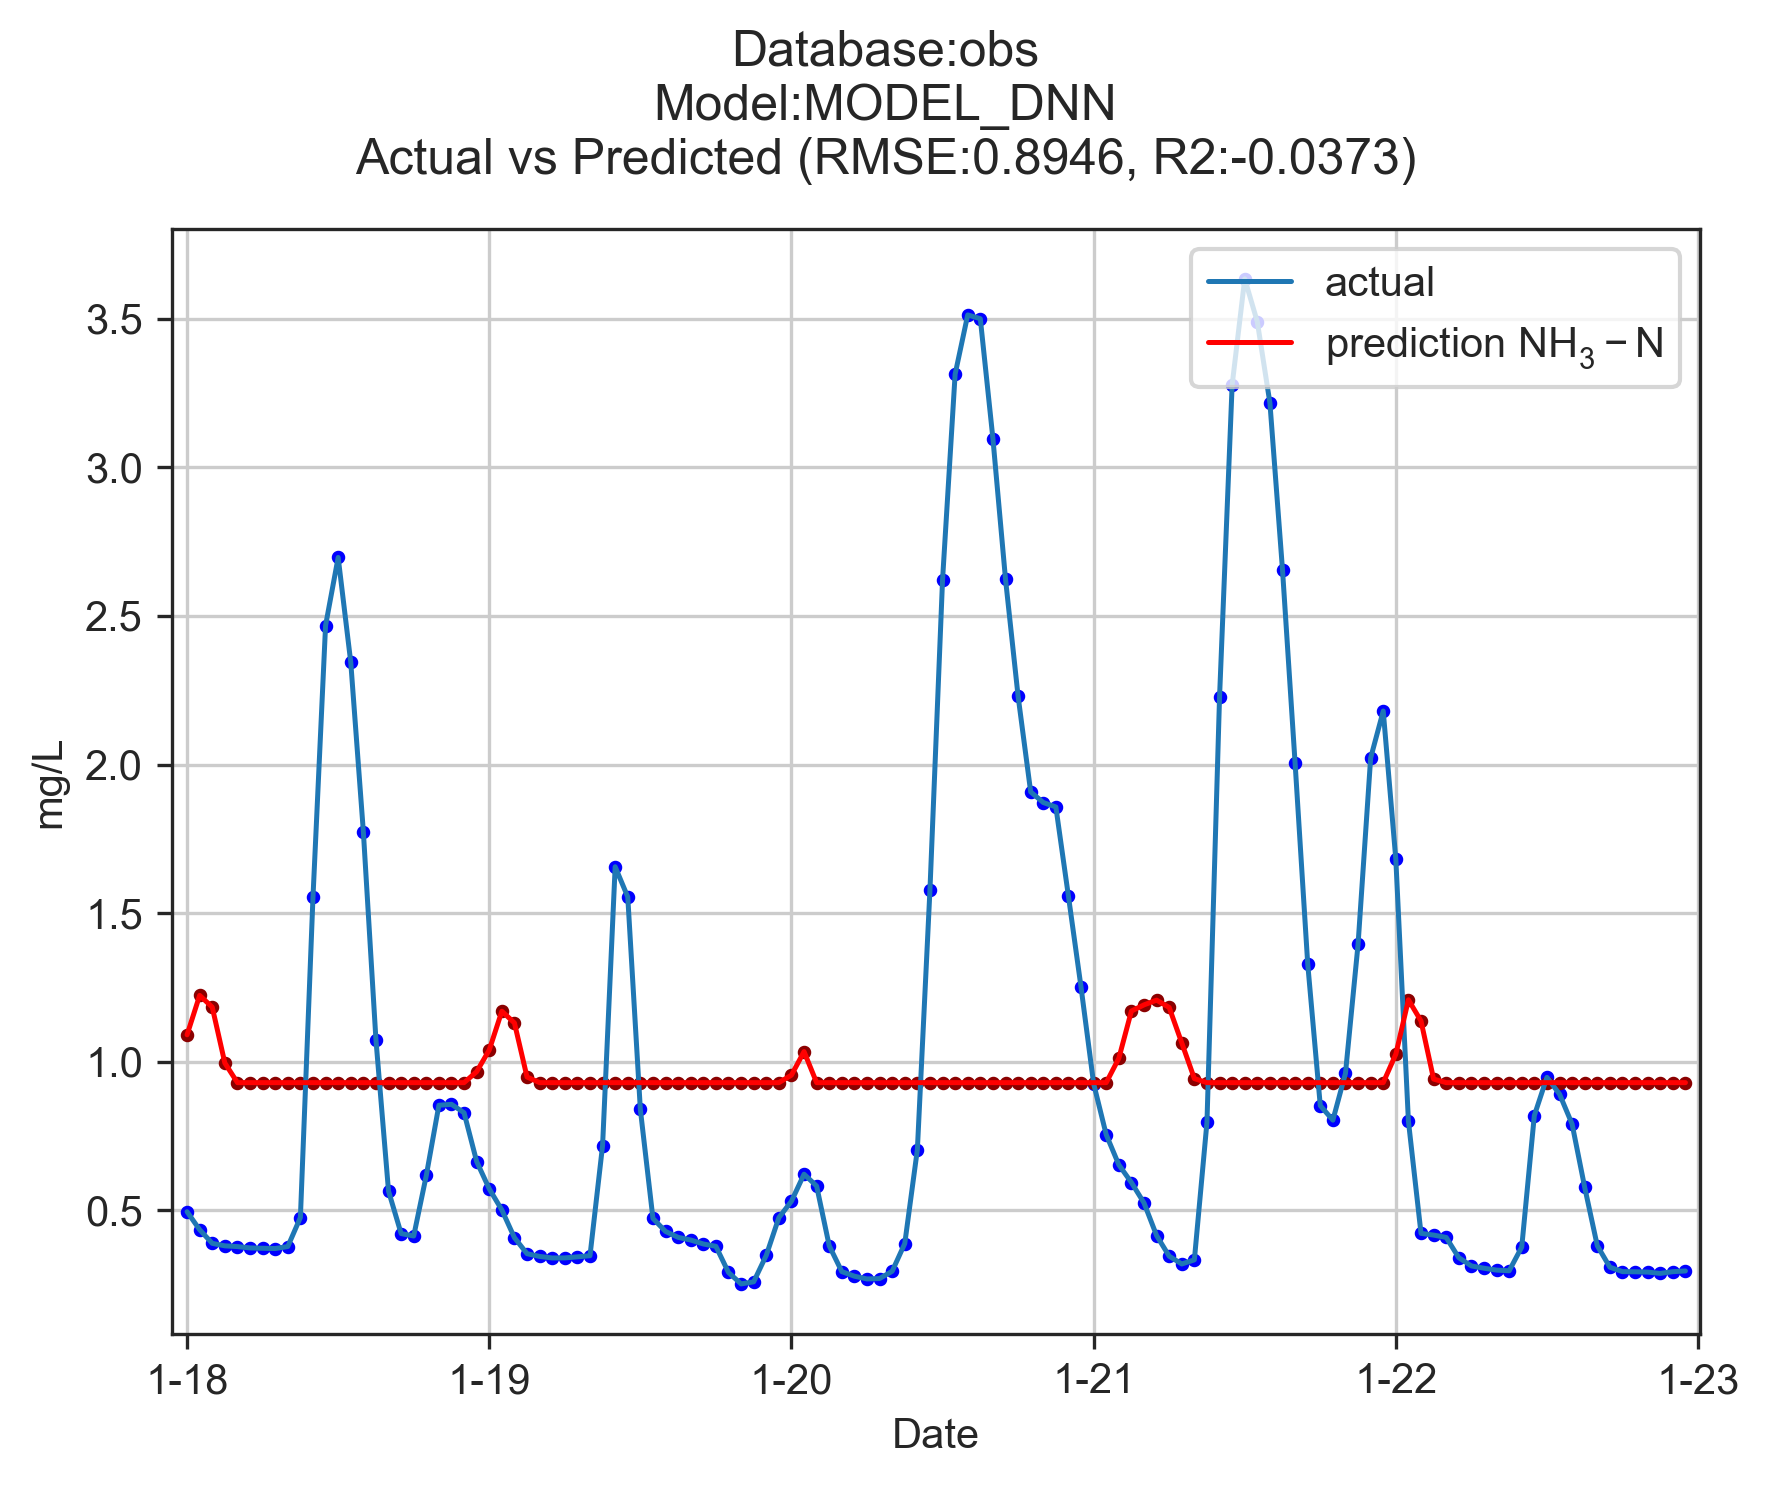 Database:obs
Model:MODEL_DNN
Actual vs Predicted (RMSE:0.8946, R2:-0.0373)
actual
prediction NH₃ − N
3.5
3.0
2.5
2.0
1.5
1.0
0.5
mg/L
1-18 1-19 1-20 1-21 1-22 1-23
Date